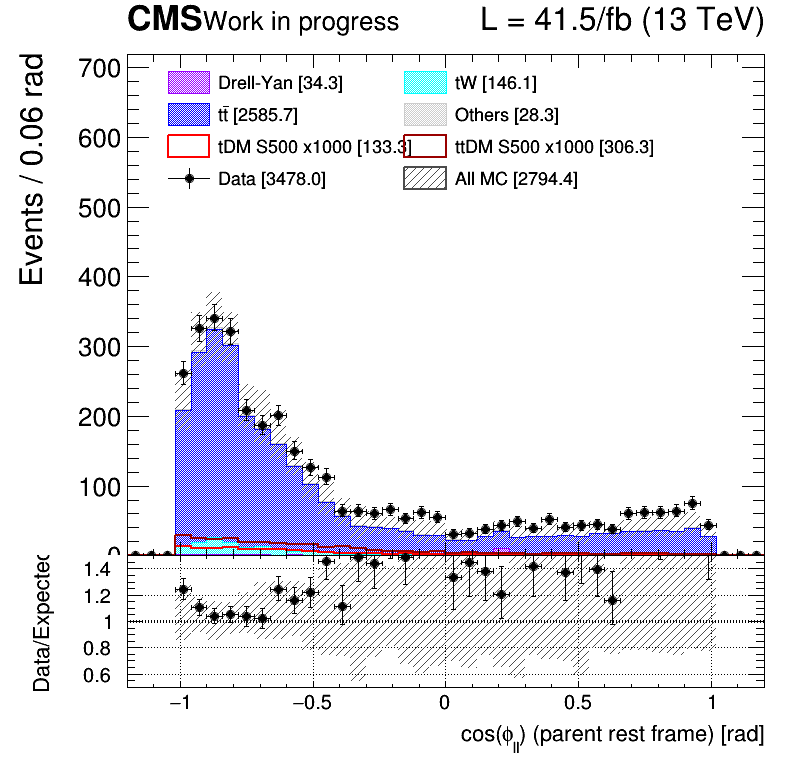 CMS Work in progress L = 41.5/fb (13 TeV)
Events / 0.06 rad
700
600
500
400
300
200
100
0
Drell-Yan [34.3] tW [146.1]
tt̄ [2585.7] Others [28.3]
tDM S500 x1000 [133.3] ttDM S500 x1000 [306.3]
Data [3478.0] All MC [2794.4]
Data/Expected
1.4
1.2
1
0.8
0.6
−1 −0.5 0 0.5 1
cos(ϕ_ll) (parent rest frame) [rad]